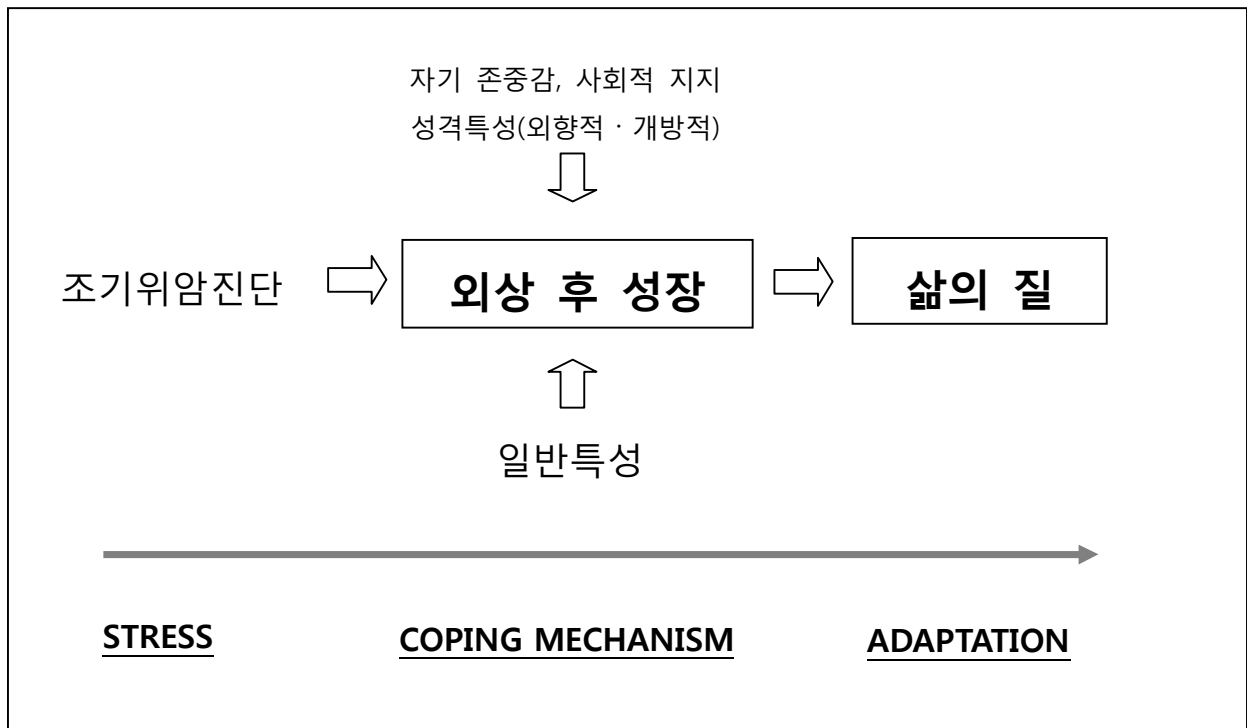 자기 존중감, 사회적 지지
성격특성(외향적 · 개방적)
조기위암진단
외상 후 성장
삶의 질
일반특성
STRESS
COPING MECHANISM
ADAPTATION